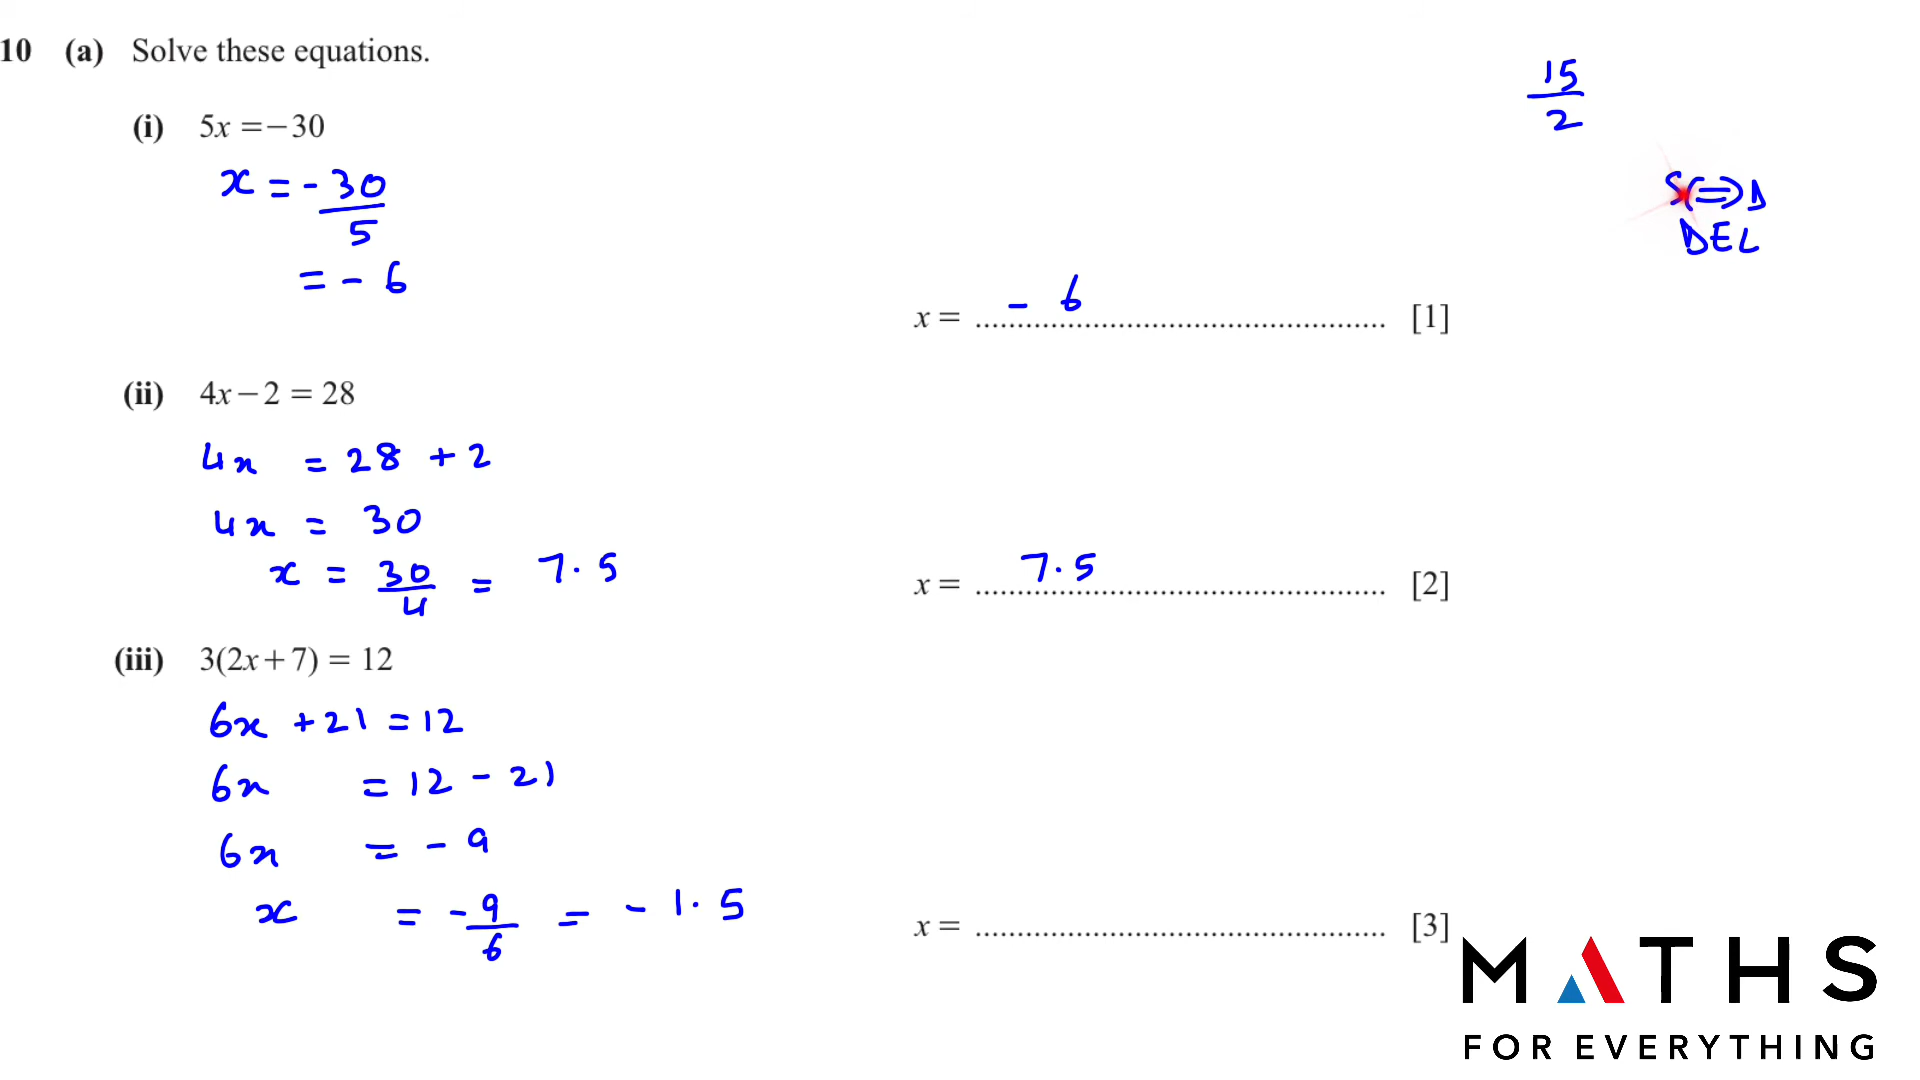 10 (a) Solve these equations.
15
2
(i) 5x = −30
x = - 30
5
= - 6
S⇔D
DEL
x = - 6 [1]
(ii) 4x − 2 = 28
4x = 28 + 2
4x = 30
x = 30 = 7.5
4
x = 7.5 [2]
(iii) 3(2x + 7) = 12
6x + 21 = 12
6x = 12 - 21
6x = - 9
x = - 9 = - 1.5
6
x = [3]
MATHS
FOR EVERYTHING